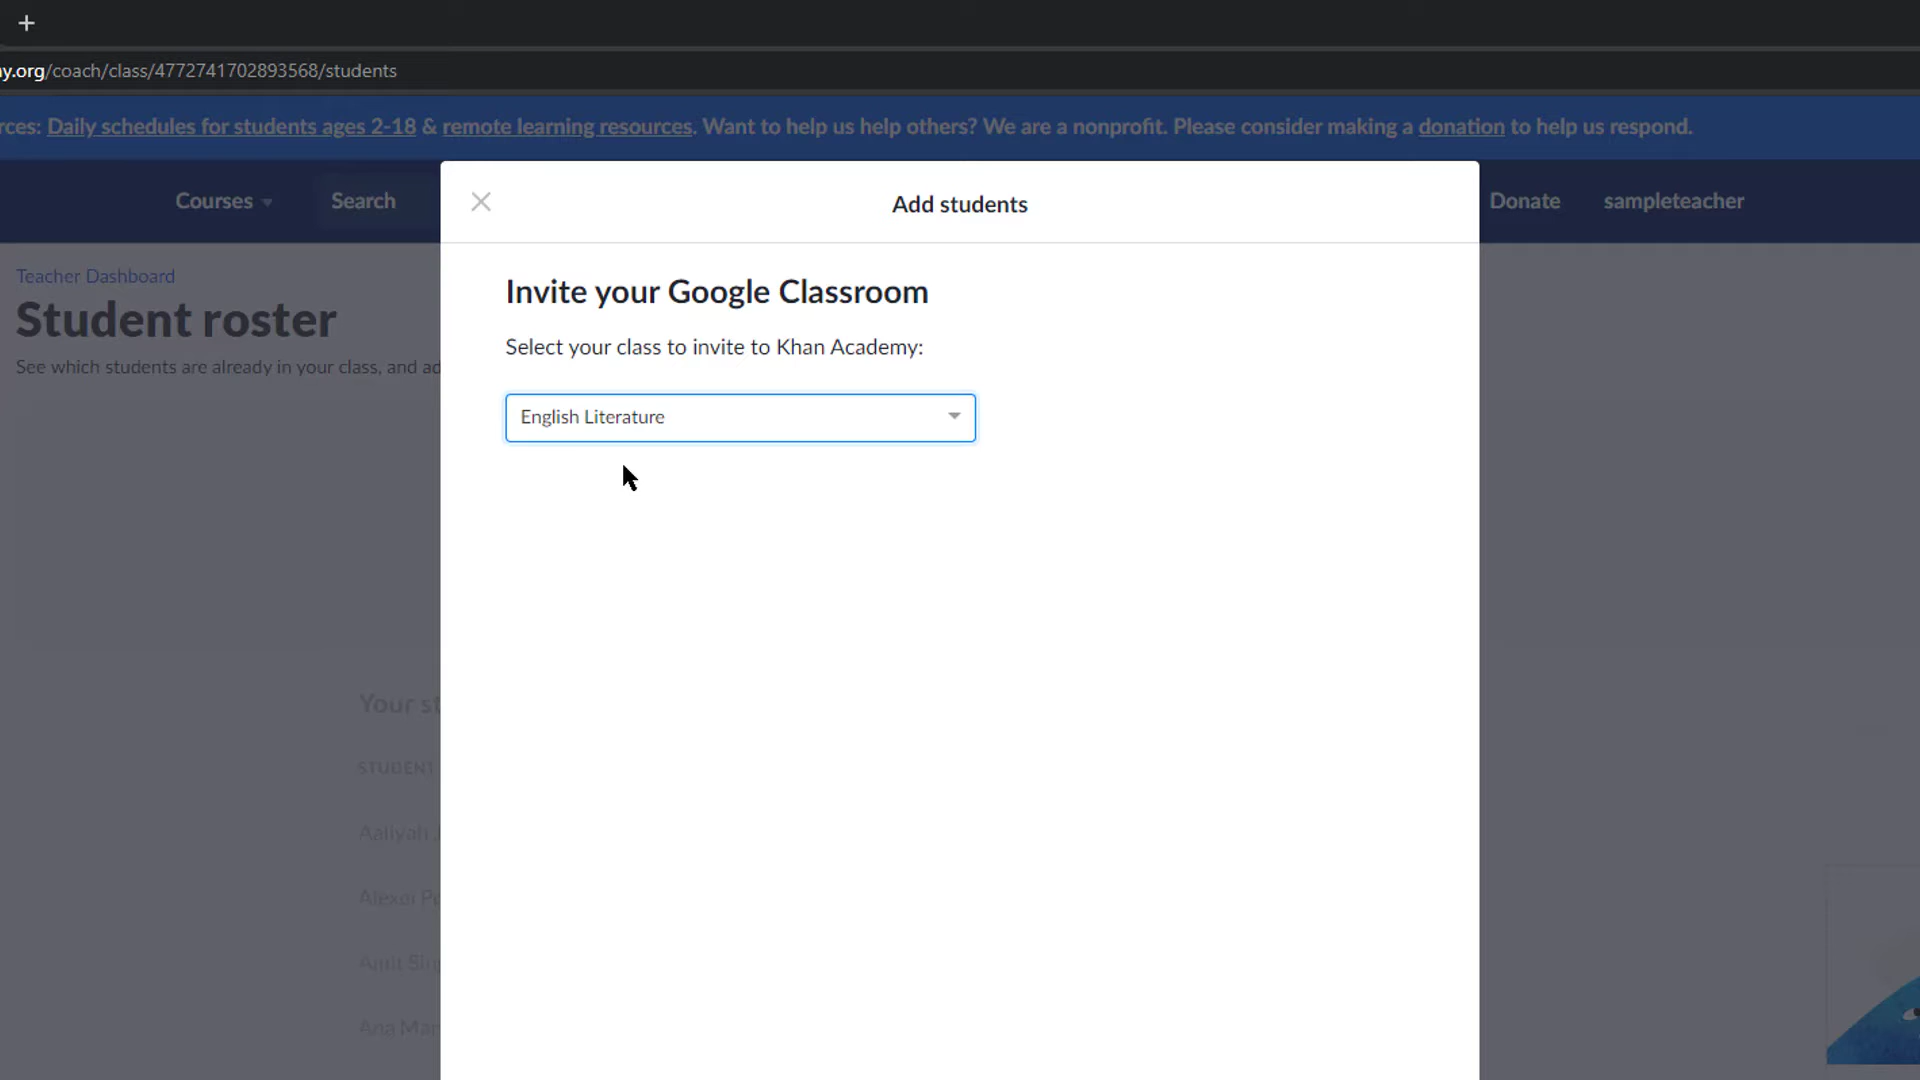 +
y.org/coach/class/4772741702893568/students
rces: Daily schedules for students ages 2-18 & remote learning resources. Want to help us help others? We are a nonprofit. Please consider making a donation to help us respond.
Courses
Search
Donate
sampleteacher
Add students
Teacher Dashboard
Student roster
See which students are already in your class, and ad
Invite your Google Classroom
Select your class to invite to Khan Academy:
English Literature
Your st
STUDENT
Aaliyah
Alexei
Amit
Ana